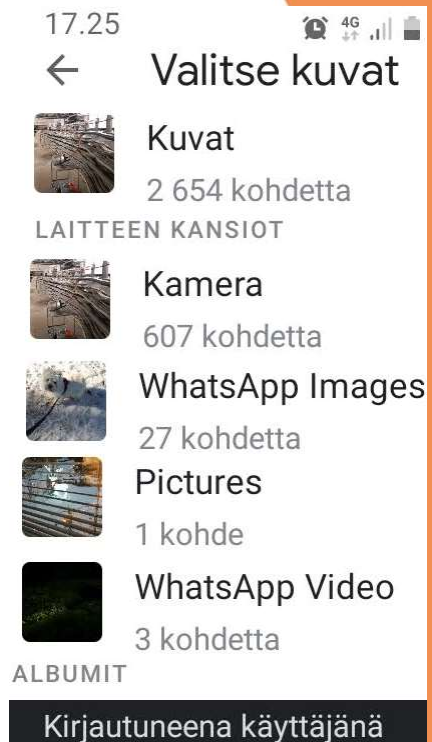 17.25
4G
Valitse kuvat
Kuvat
2 654 kohdetta
LAITTEEN KANSIOT
Kamera
607 kohdetta
WhatsApp Images
27 kohdetta
Pictures
1 kohde
WhatsApp Video
3 kohdetta
ALBUMIT
Kirjautuneena käyttäjänä